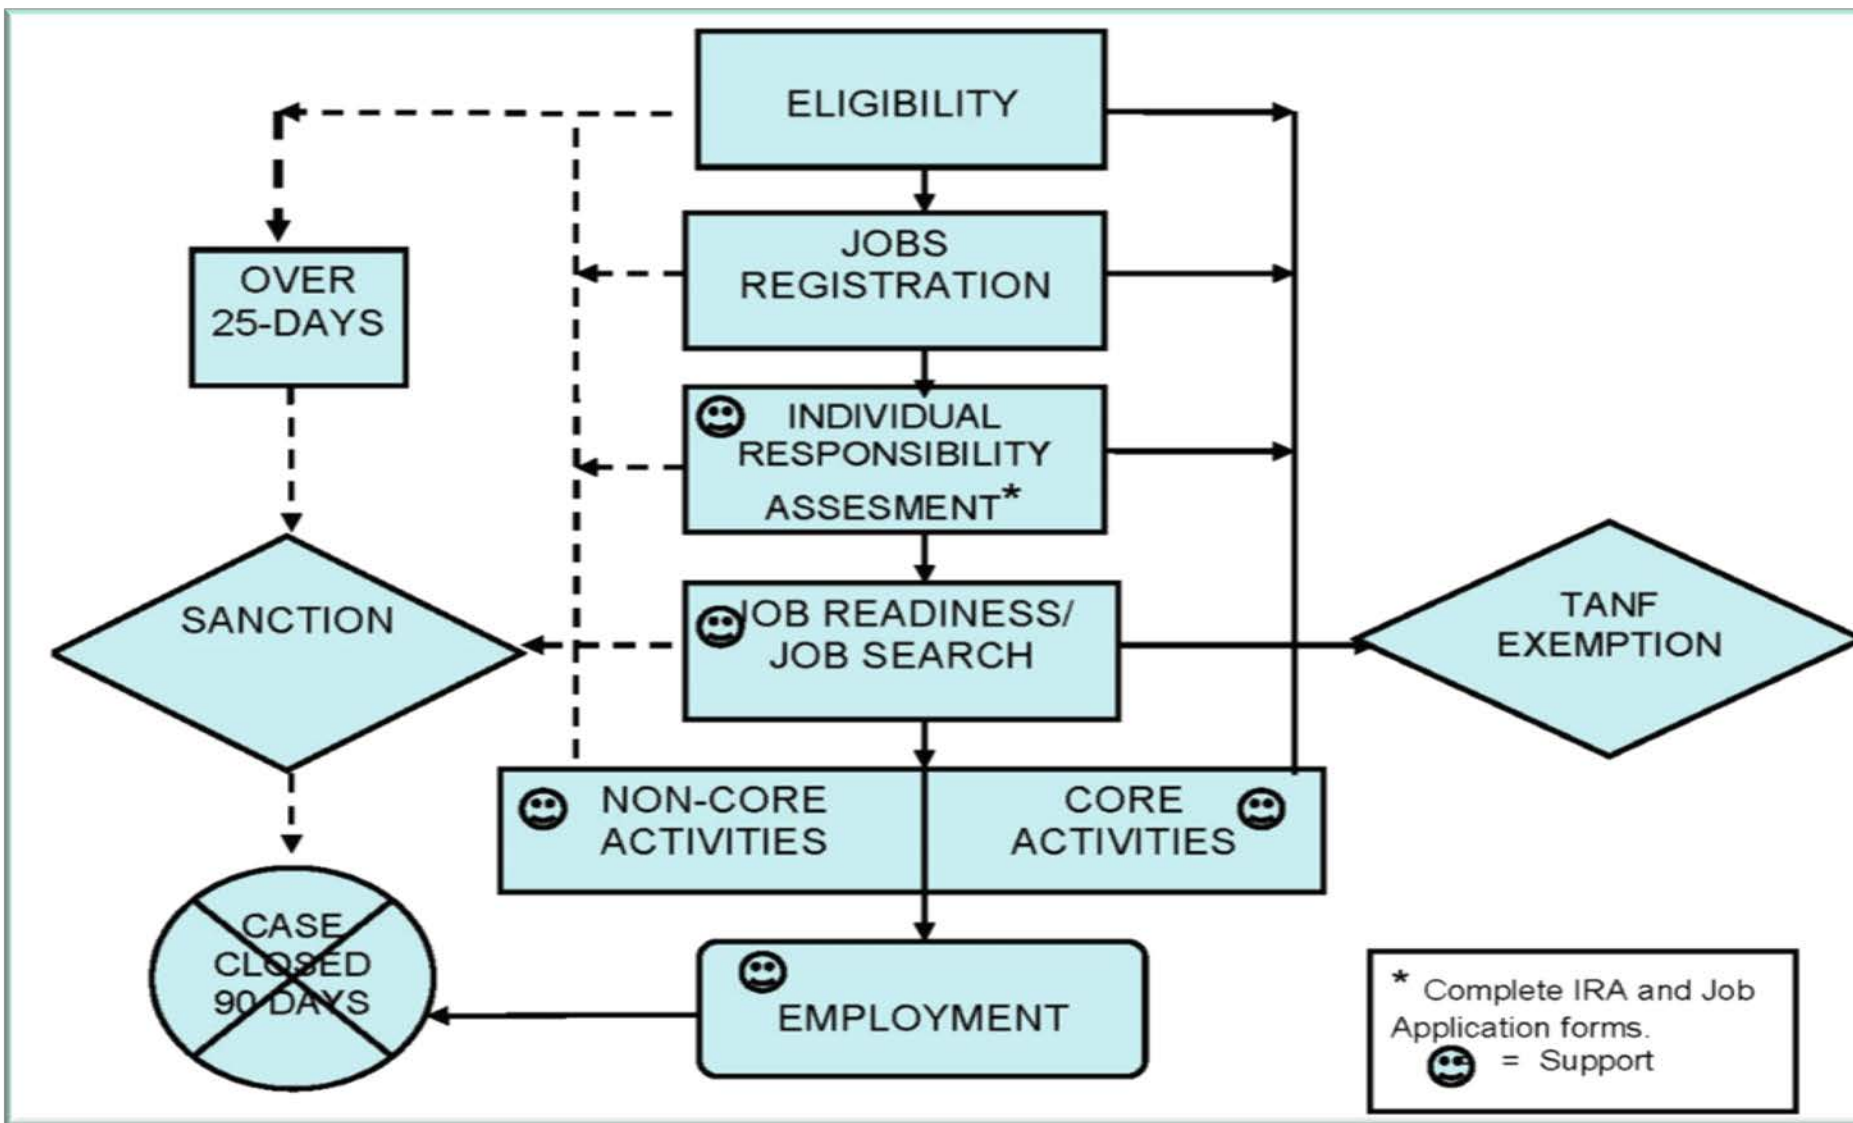 ELIGIBILITY
JOBS
REGISTRATION
OVER
25-DAYS
INDIVIDUAL
RESPONSIBILITY
ASSESMENT*
SANCTION
JOB READINESS/
JOB SEARCH
TANF
EXEMPTION
NON-CORE
ACTIVITIES
CORE
ACTIVITIES
CASE
CLOSED
90 DAYS
EMPLOYMENT
* Complete IRA and Job
Application forms.
= Support